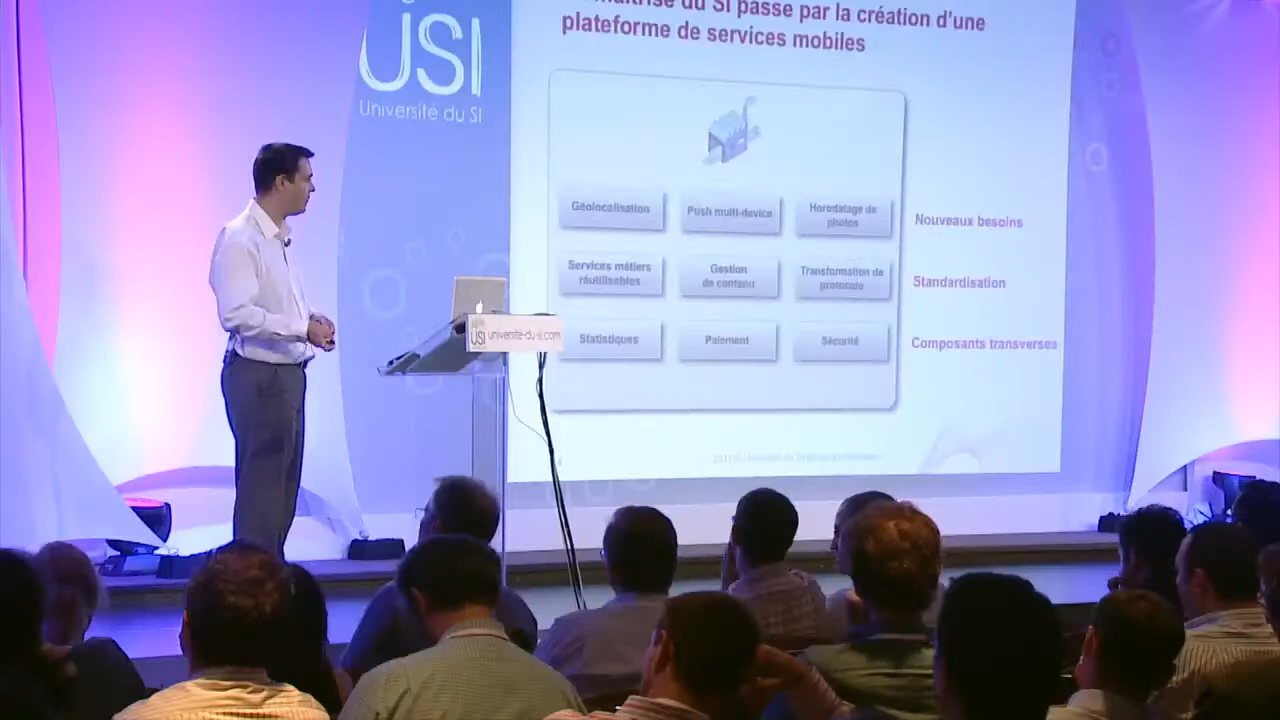 USI
Université du SI
maîtrise du SI passe par la création d'une
plateforme de services mobiles
Géolocalisation
Push multi-device
Horodatage de
photos
Nouveaux besoins
Services métiers
réutilisables
Gestion
de contenu
Transformation de
protocole
Standardisation
Statistiques
Paiement
Sécurité
Composants transverses
USI universite-du-si.com